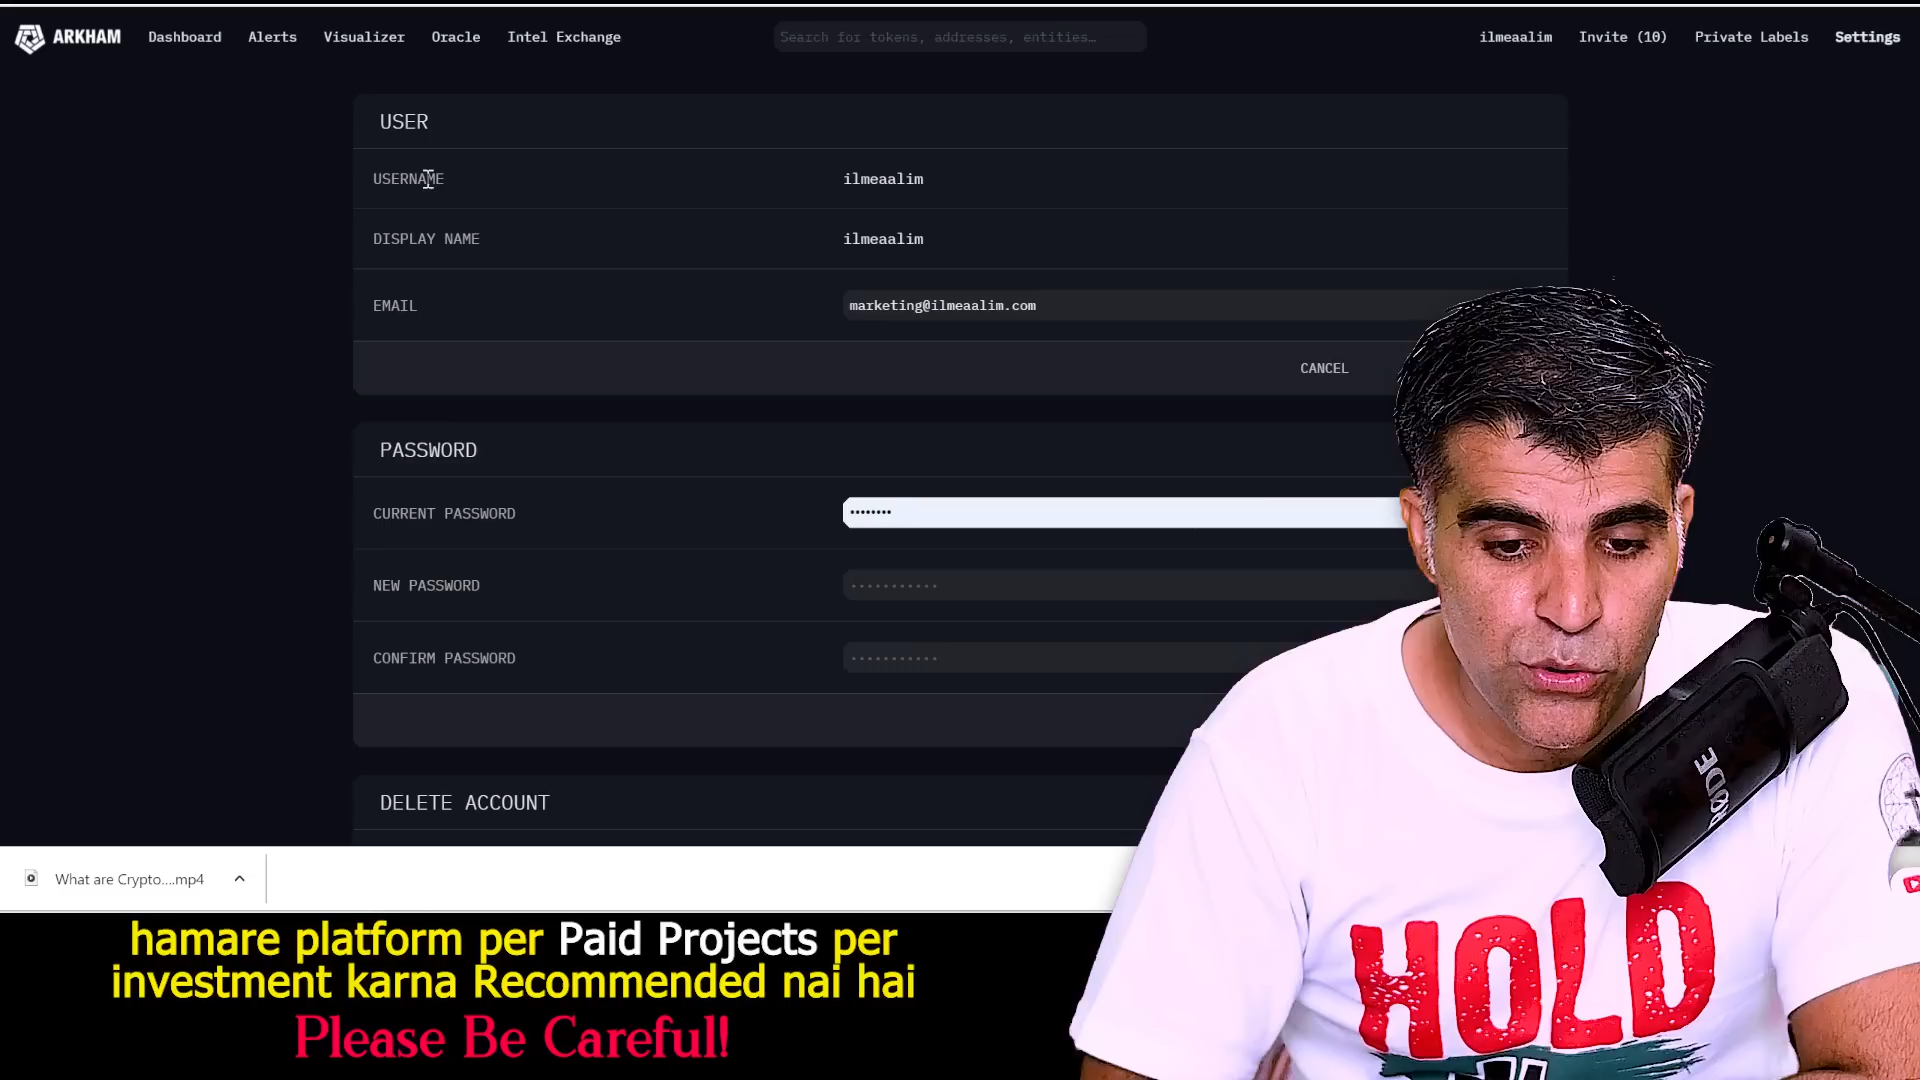 ARKHAM Dashboard Alerts Visualizer Oracle Intel Exchange Search for tokens, addresses, entities… ilmeaalim Invite (10) Private Labels Settings
USER
USERNAME ilmeaalim
DISPLAY NAME ilmeaalim
EMAIL marketing@ilmeaalim.com
CANCEL
PASSWORD
CURRENT PASSWORD ••••••••
NEW PASSWORD •••••••••••
CONFIRM PASSWORD •••••••••••
DELETE ACCOUNT
RØDE
What are Crypto....mp4
HOLD
hamare platform per Paid Projects per
investment karna Recommended nai hai
Please Be Careful!